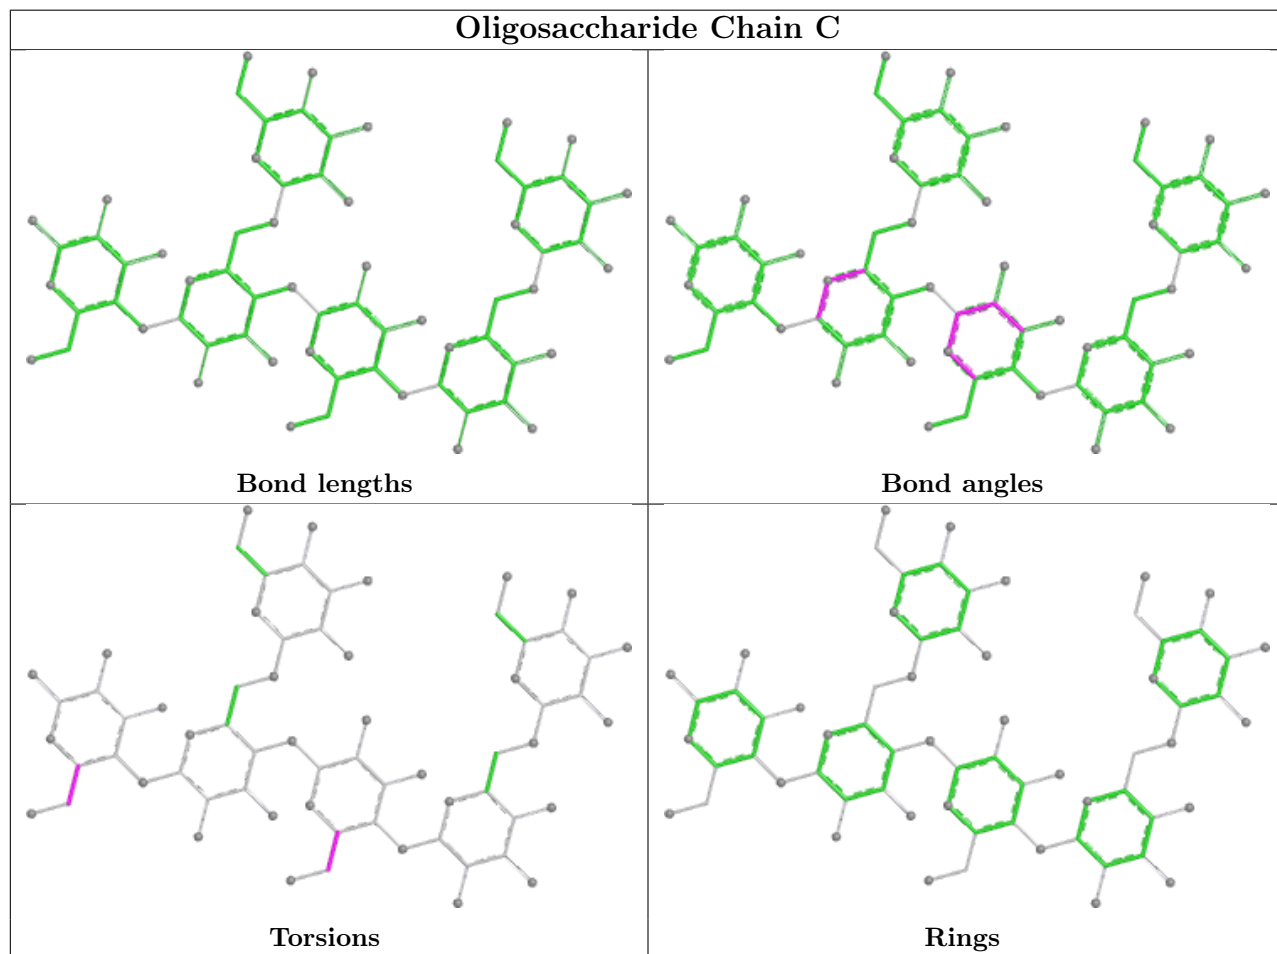 Oligosaccharide Chain C
Bond lengths
Bond angles
Torsions
Rings